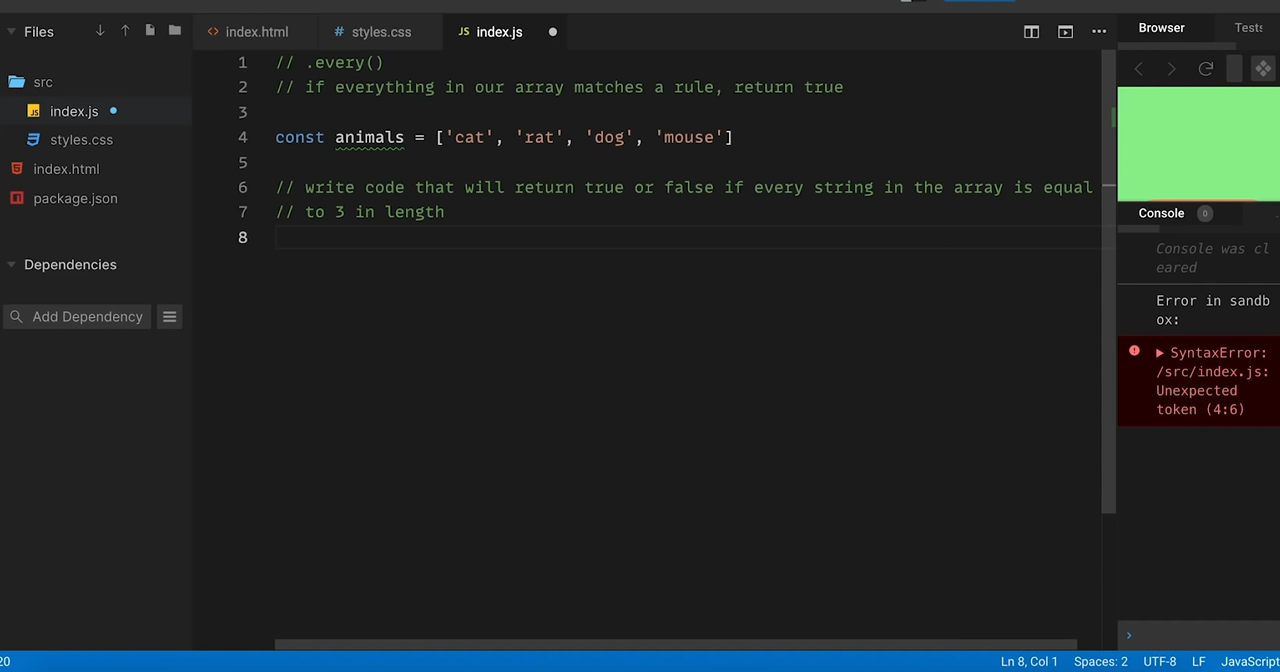 Files
index.html
# styles.css
JS index.js
Browser
Tests
src
JS index.js
styles.css
index.html
package.json
Dependencies
Add Dependency
1 // .every()
2 // if everything in our array matches a rule, return true
3
4 const animals = ['cat', 'rat', 'dog', 'mouse']
5
6 // write code that will return true or false if every string in the array is equal
7 // to 3 in length
8
Console 0
Console was cl
eared
Error in sandb
ox:
SyntaxError:
/src/index.js:
Unexpected
token (4:6)
20
Ln 8, Col 1
Spaces: 2
UTF-8
LF
JavaScript